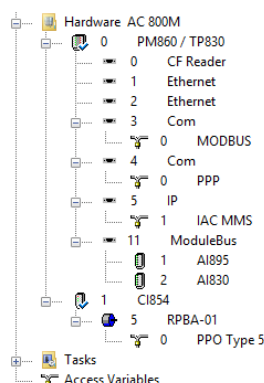 Hardware AC 800M
0 PM860 / TP830
0 CF Reader
1 Ethernet
2 Ethernet
3 Com
0 MODBUS
4 Com
0 PPP
5 IP
1 IAC MMS
11 ModuleBus
1 AI895
2 AI830
1 CI854
5 RPBA-01
0 PPO Type 5
Tasks
Access Variables